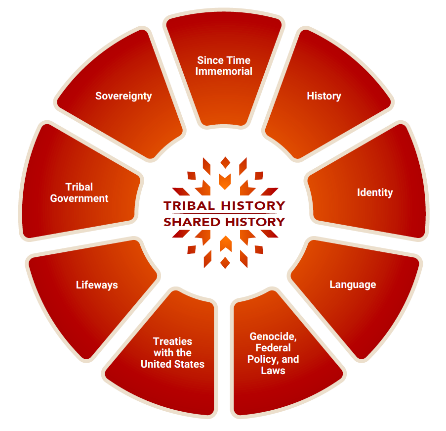 Since Time
Immemorial
History
Identity
Language
Genocide,
Federal
Policy, and
Laws
Treaties
with the
United States
Lifeways
Tribal
Government
Sovereignty
TRIBAL HISTORY
SHARED HISTORY